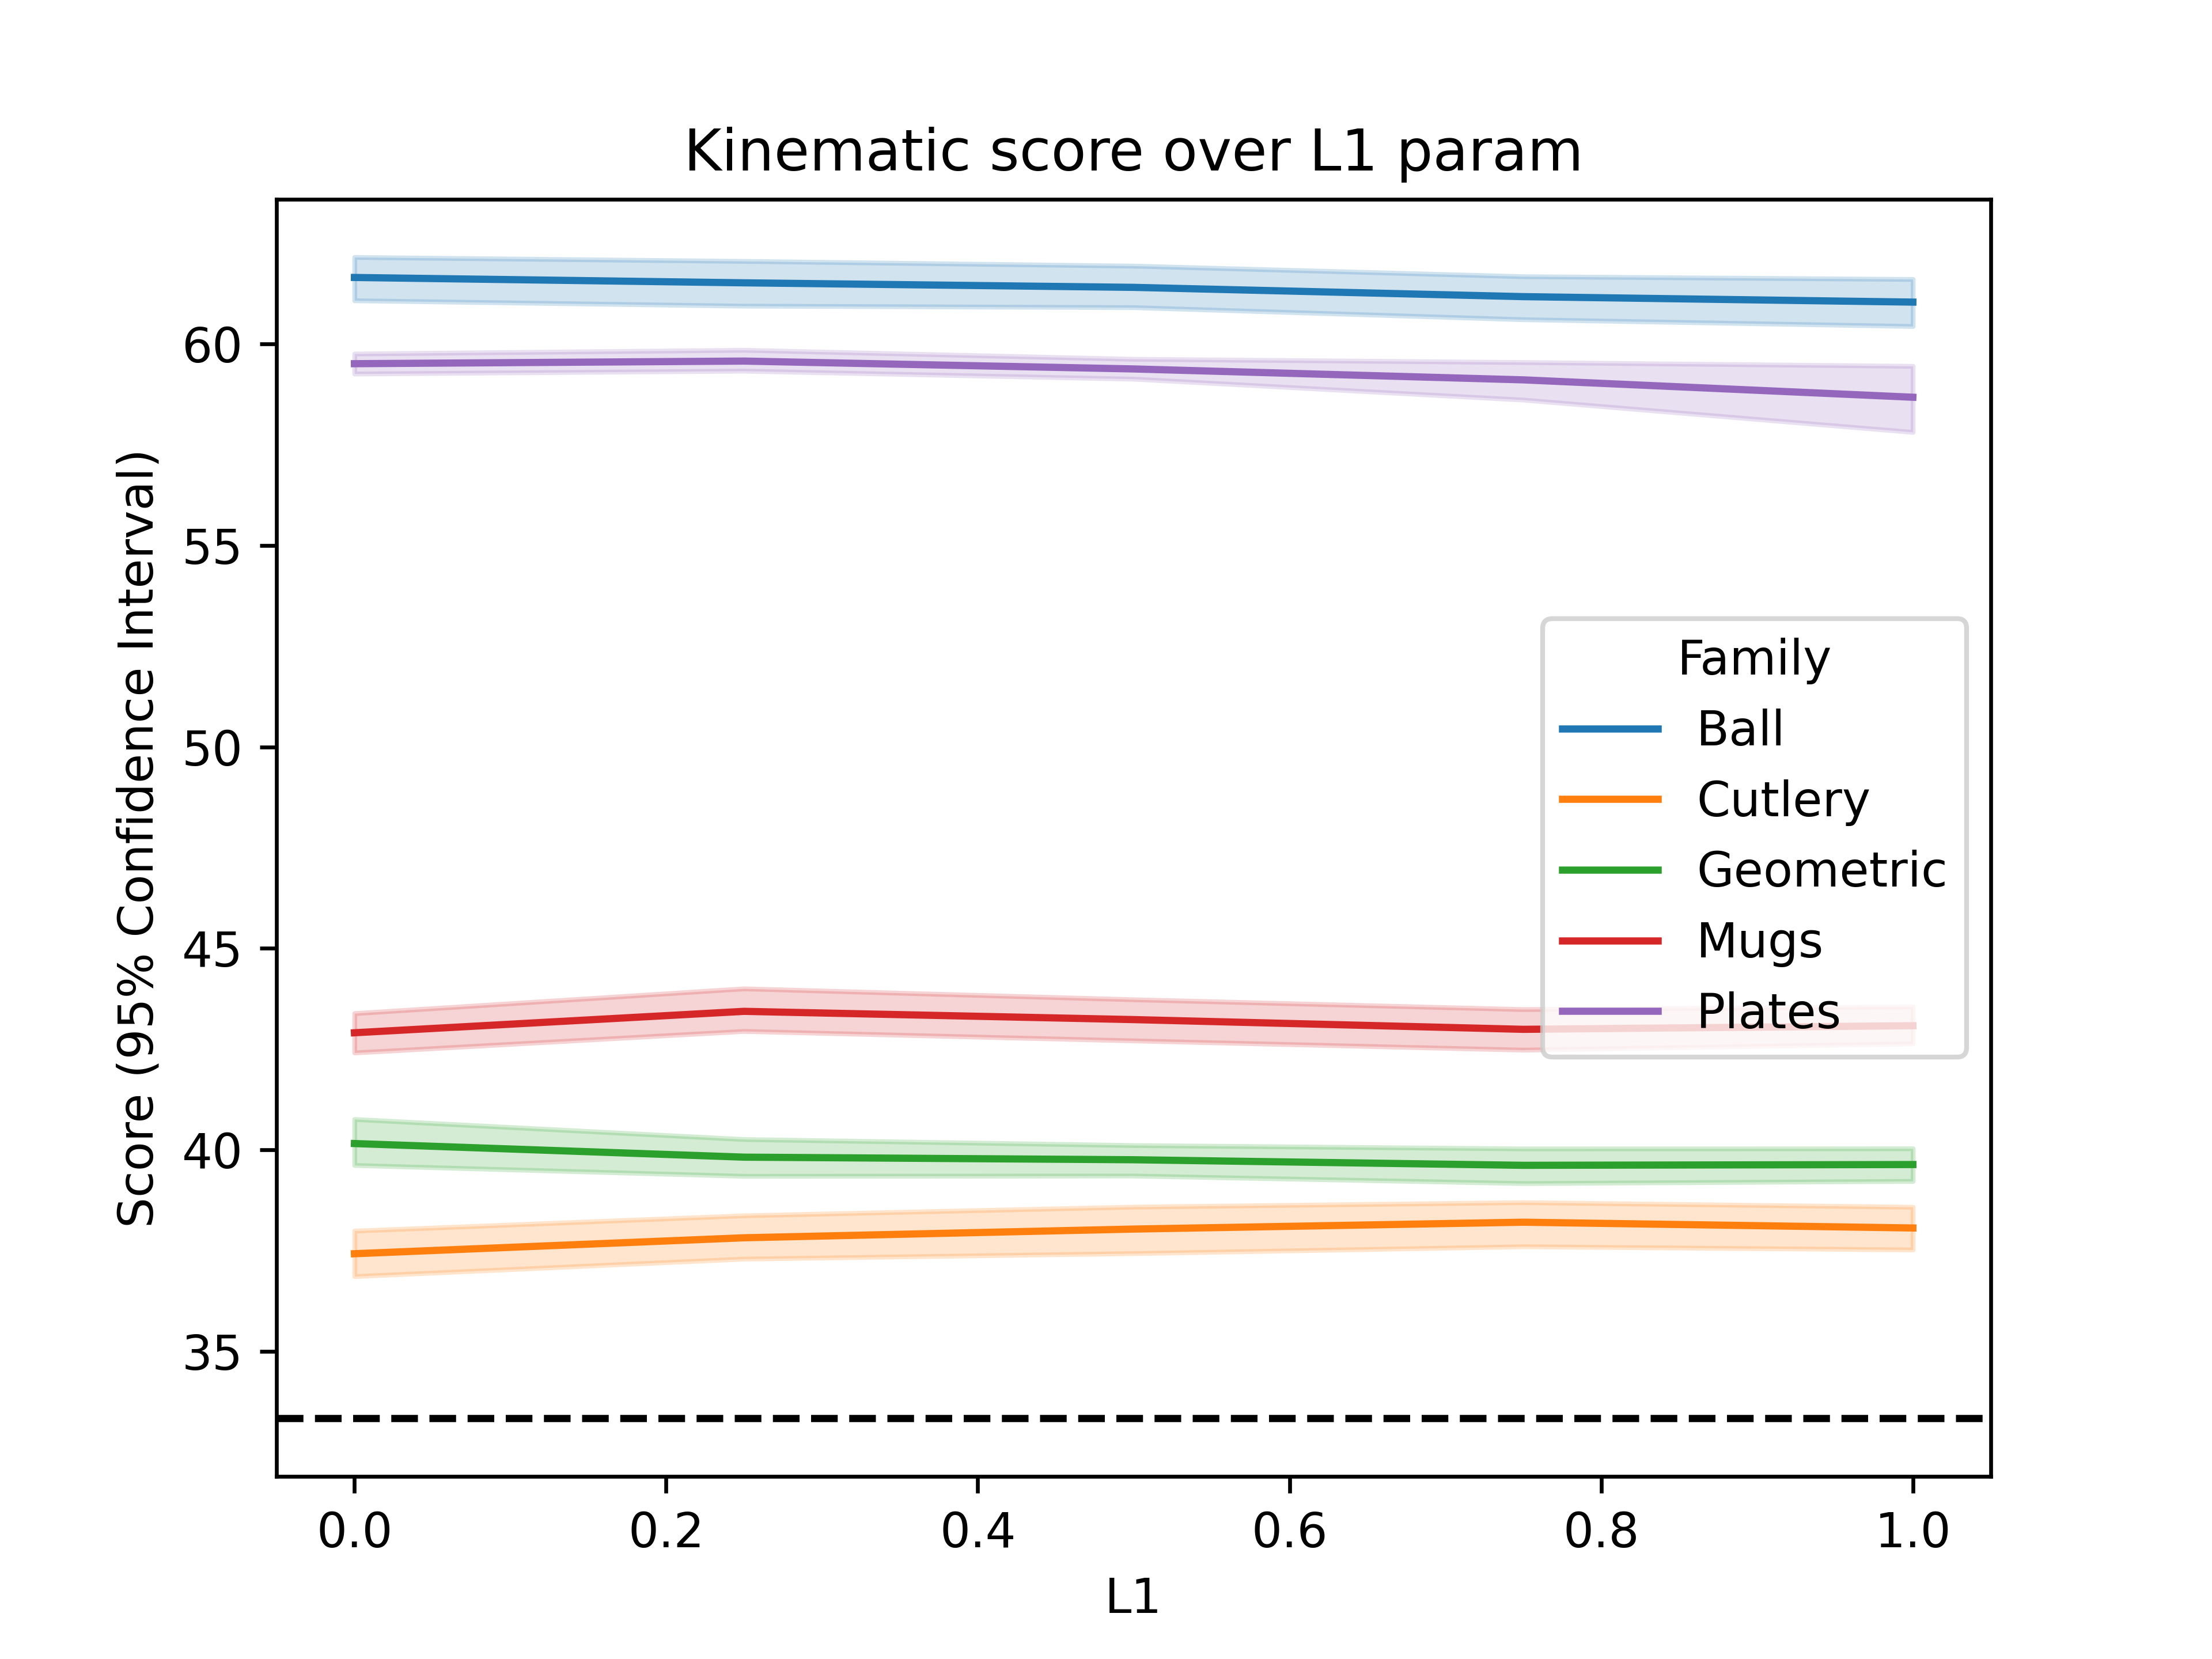 Kinematic score over L1 param
Score (95% Confidence Interval)
60
55
50
45
40
35
Family
Ball
Cutlery
Geometric
Mugs
Plates
0.0 0.2 0.4 0.6 0.8 1.0
L1